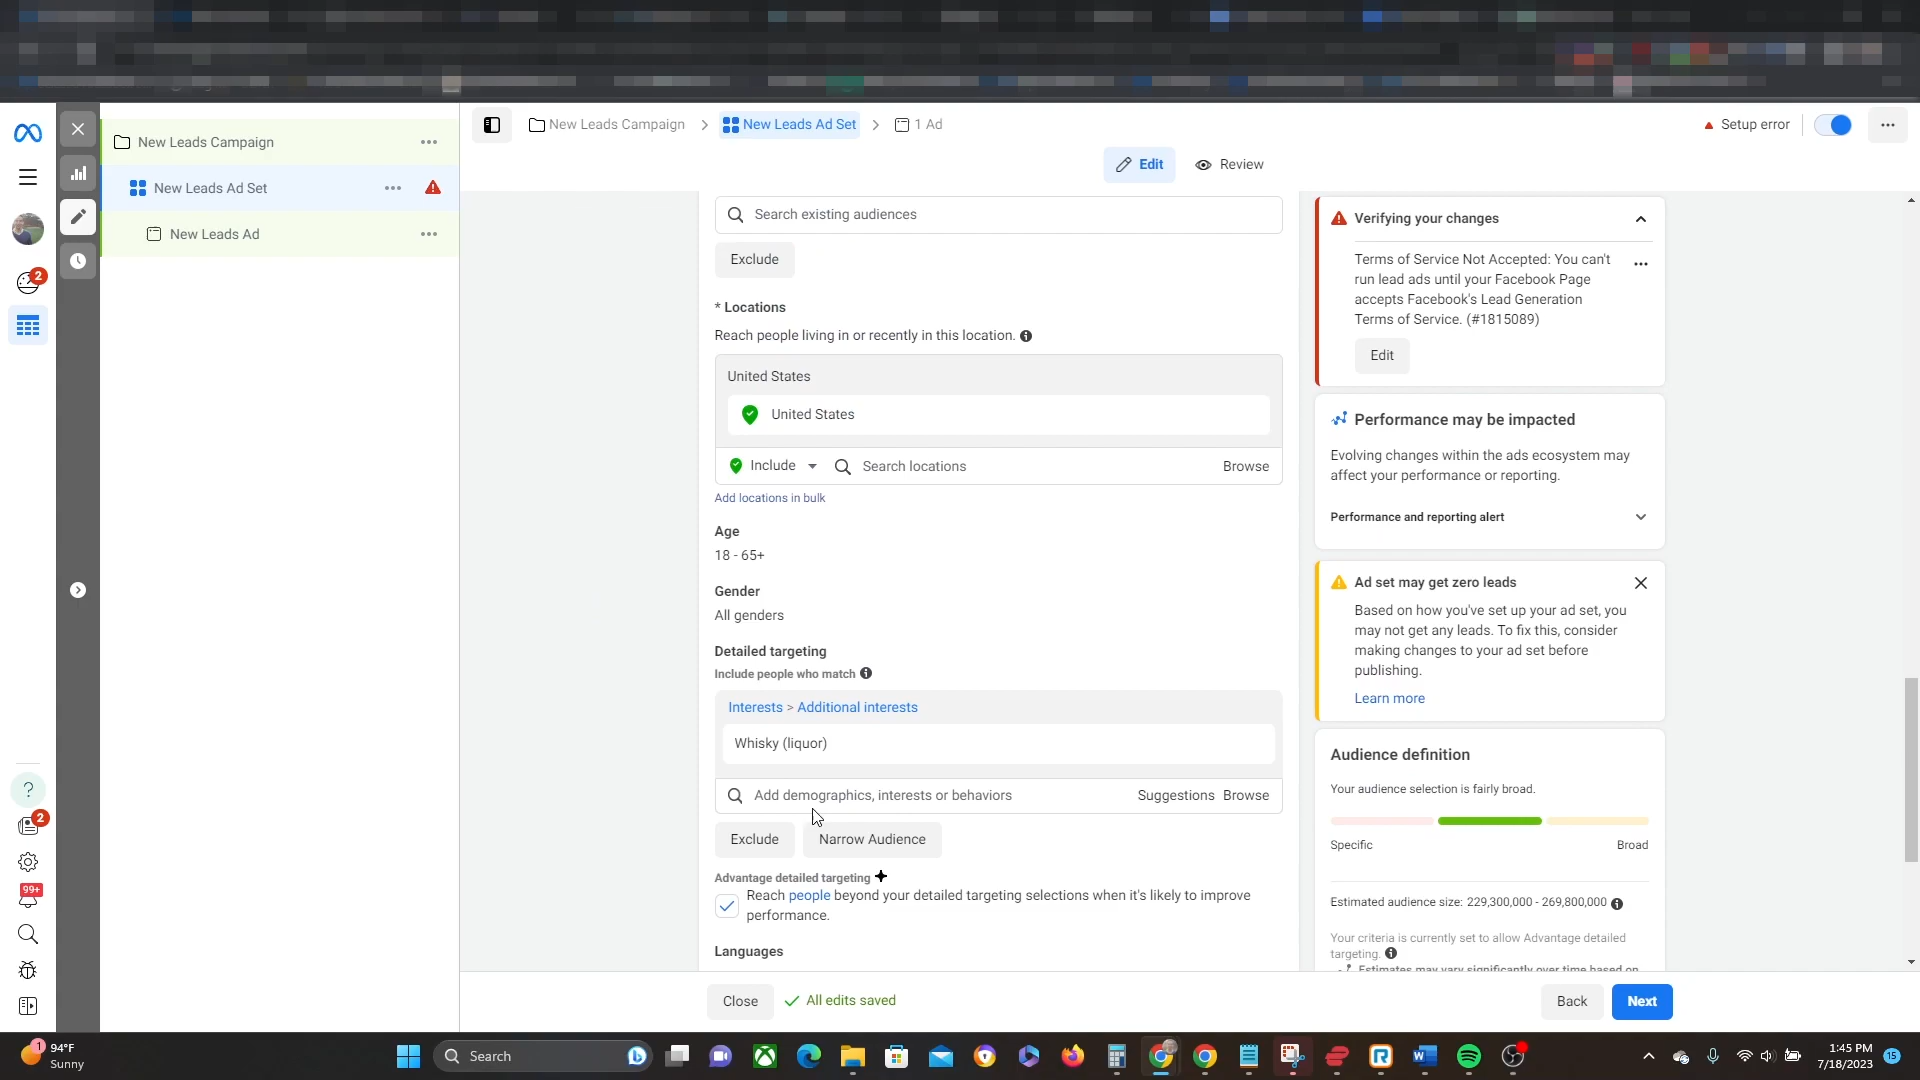 New Leads Campaign
New Leads Ad Set
New Leads Ad
New Leads Campaign
New Leads Ad Set
1 Ad
Setup error
Edit
Review
Search existing audiences
Exclude
* Locations
Reach people living in or recently in this location.
United States
United States
Include
Search locations
Browse
Add locations in bulk
Age
18 - 65+
Gender
All genders
Detailed targeting
Include people who match
Interests > Additional interests
Whisky (liquor)
Add demographics, interests or behaviors
Suggestions
Browse
Exclude
Narrow Audience
Advantage detailed targeting
Reach people beyond your detailed targeting selections when it's likely to improve
performance.
Languages
Verifying your changes
Terms of Service Not Accepted: You can't
run lead ads until your Facebook Page
accepts Facebook's Lead Generation
Terms of Service. (#1815089)
Edit
Performance may be impacted
Evolving changes within the ads ecosystem may
affect your performance or reporting.
Performance and reporting alert
Ad set may get zero leads
Based on how you've set up your ad set, you
may not get any leads. To fix this, consider
making changes to your ad set before
publishing.
Learn more
Audience definition
Your audience selection is fairly broad.
Specific
Broad
Estimated audience size: 229,300,000 - 269,800,000
Your criteria is currently set to allow Advantage detailed
targeting.
Estimates may vary significantly over time based on
Close
All edits saved
Back
Next
2
2
99+
1
94°F
Sunny
Search
1:45 PM
7/18/2023
15